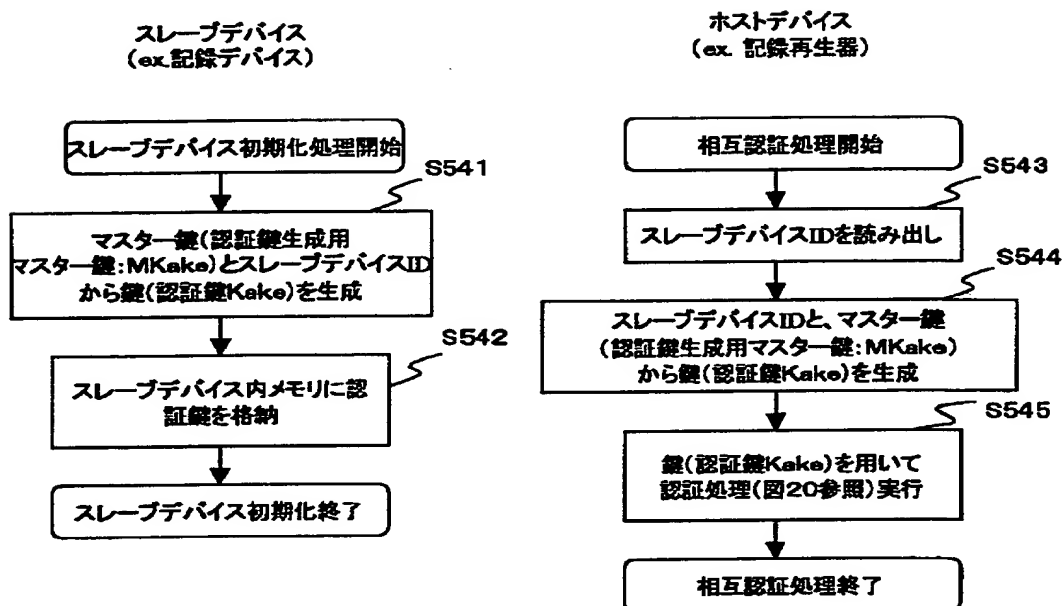 スレーブデバイス
(ex.記録デバイス)
スレーブデバイス初期化処理開始
S541
マスター鍵(認証鍵生成用
マスター鍵:MKake)とスレーブデバイスID
から鍵(認証鍵Kake)を生成
S542
スレーブデバイス内メモリに認
証鍵を格納
スレーブデバイス初期化終了
ホストデバイス
(ex. 記録再生器)
相互認証処理開始
S543
スレーブデバイスIDを読み出し
S544
スレーブデバイスIDと、マスター鍵
(認証鍵生成用マスター鍵:MKake)
から鍵(認証鍵Kake)を生成
S545
鍵(認証鍵Kake)を用いて
認証処理(図20参照)実行
相互認証処理終了